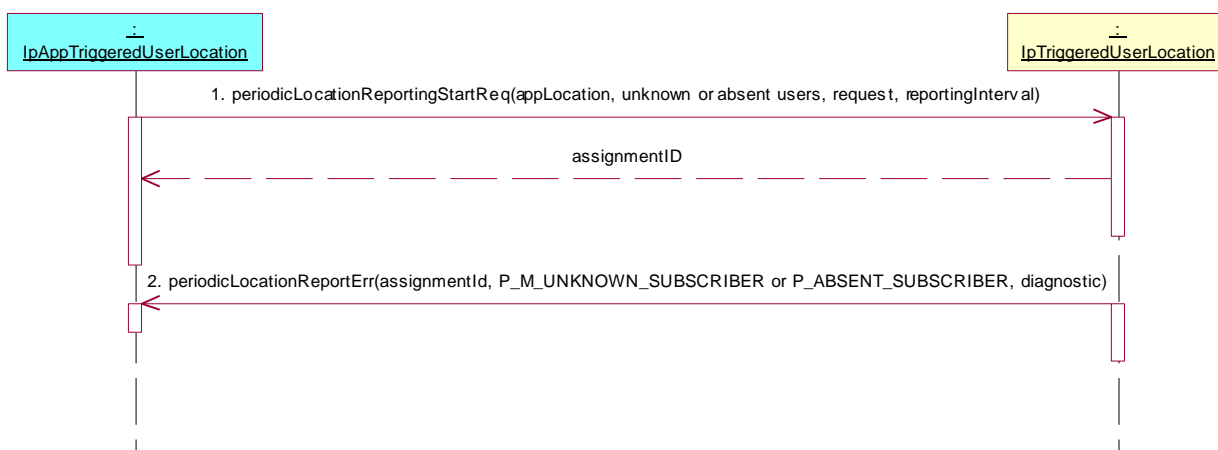 :
IpAppTriggeredUserLocation
:
IpTriggeredUserLocation
1. periodicLocationReportingStartReq(appLocation, unknown or absent users, request, reportingInterval)
assignmentID
2. periodicLocationReportErr(assignmentId, P_M_UNKNOWN_SUBSCRIBER or P_ABSENT_SUBSCRIBER, diagnostic)